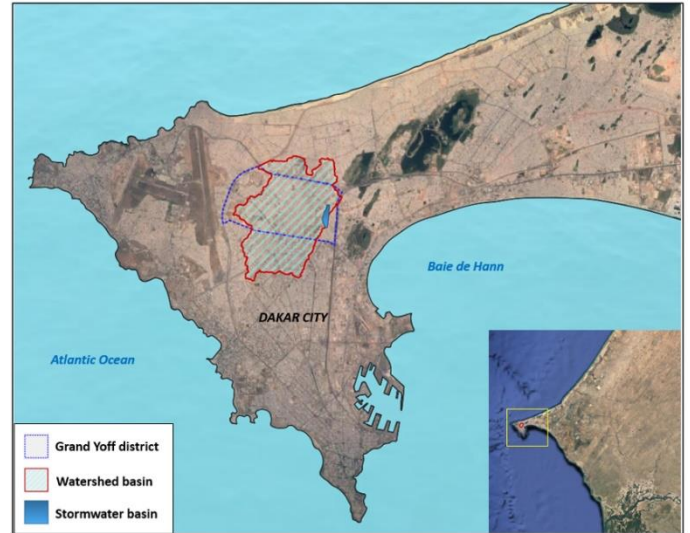 Baie de Hann
DAKAR CITY
Atlantic Ocean
Grand Yoff district
Watershed basin
Stormwater basin